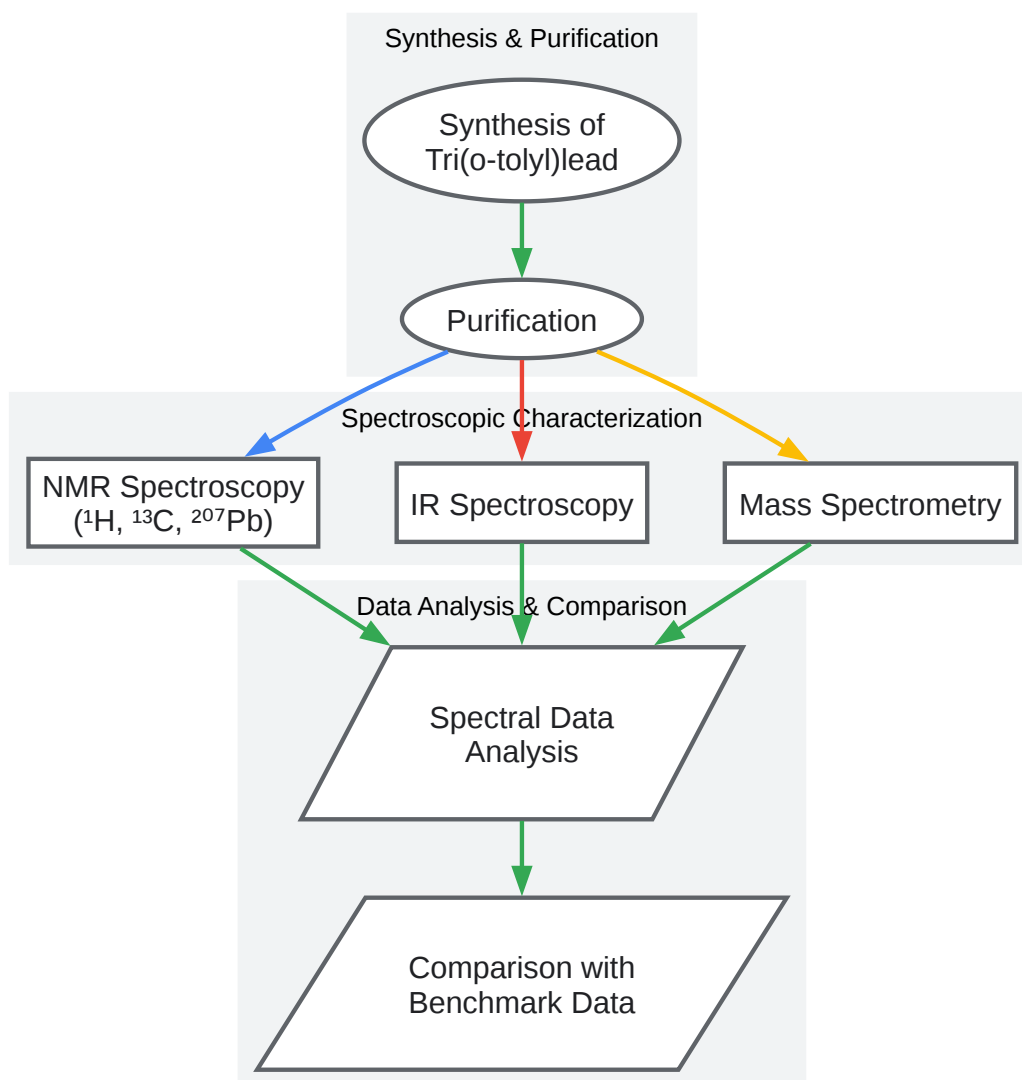 Synthesis & Purification
Synthesis of
Tri(o-tolyl)lead
Purification
Spectroscopic Characterization
NMR Spectroscopy
(¹H, ¹³C, ²⁰⁷Pb)
IR Spectroscopy
Mass Spectrometry
Data Analysis & Comparison
Spectral Data
Analysis
Comparison with
Benchmark Data